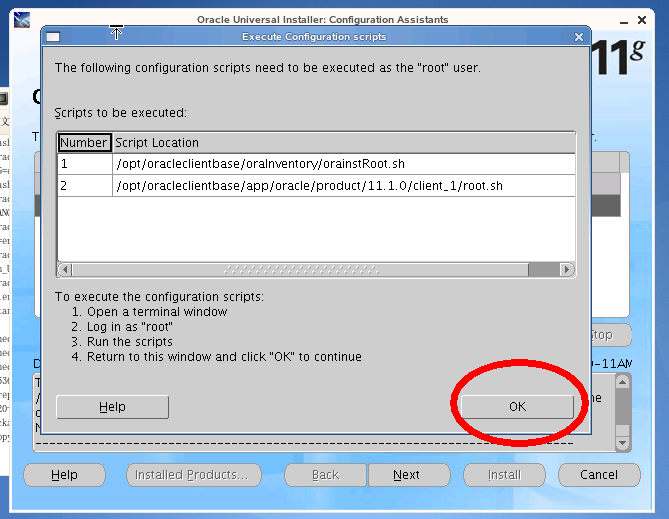 Oracle Universal Installer: Configuration Assistants
Execute Configuration scripts
11g
The following configuration scripts need to be executed as the "root" user.
Scripts to be executed:
Number Script Location
1 /opt/oracleclientbase/oraInventory/orainstRoot.sh
2 /opt/oracleclientbase/app/oracle/product/11.1.0/client_1/root.sh
To execute the configuration scripts:
1. Open a terminal window
2. Log in as "root"
3. Run the scripts
4. Return to this window and click "OK" to continue
Help OK
Help Installed Products... Back Next Install Cancel